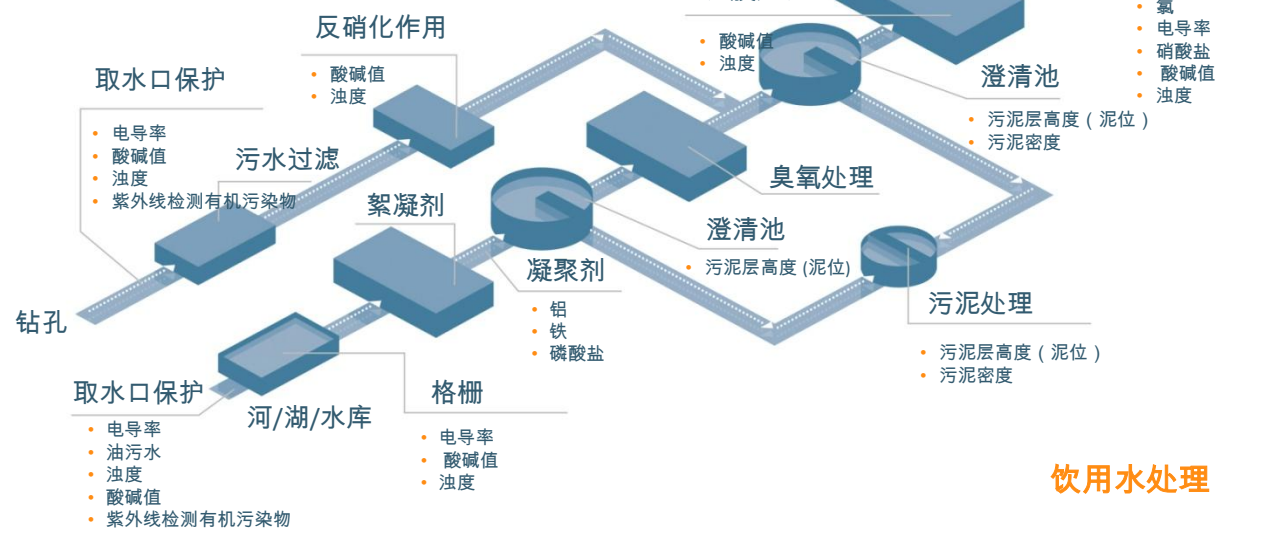 反硝化作用
酸碱值
浊度
取水口保护
电导率
酸碱值
浊度
紫外线检测有机污染物
污水过滤
钻孔
絮凝剂
凝聚剂
铝
铁
磷酸盐
酸碱值
浊度
澄清池
污泥层高度（泥位）
污泥密度
氯
电导率
硝酸盐
酸碱值
浊度
臭氧处理
澄清池
污泥层高度 (泥位)
污泥处理
污泥层高度（泥位）
污泥密度
取水口保护
电导率
油污水
浊度
酸碱值
紫外线检测有机污染物
河/湖/水库
格栅
电导率
酸碱值
浊度
饮用水处理